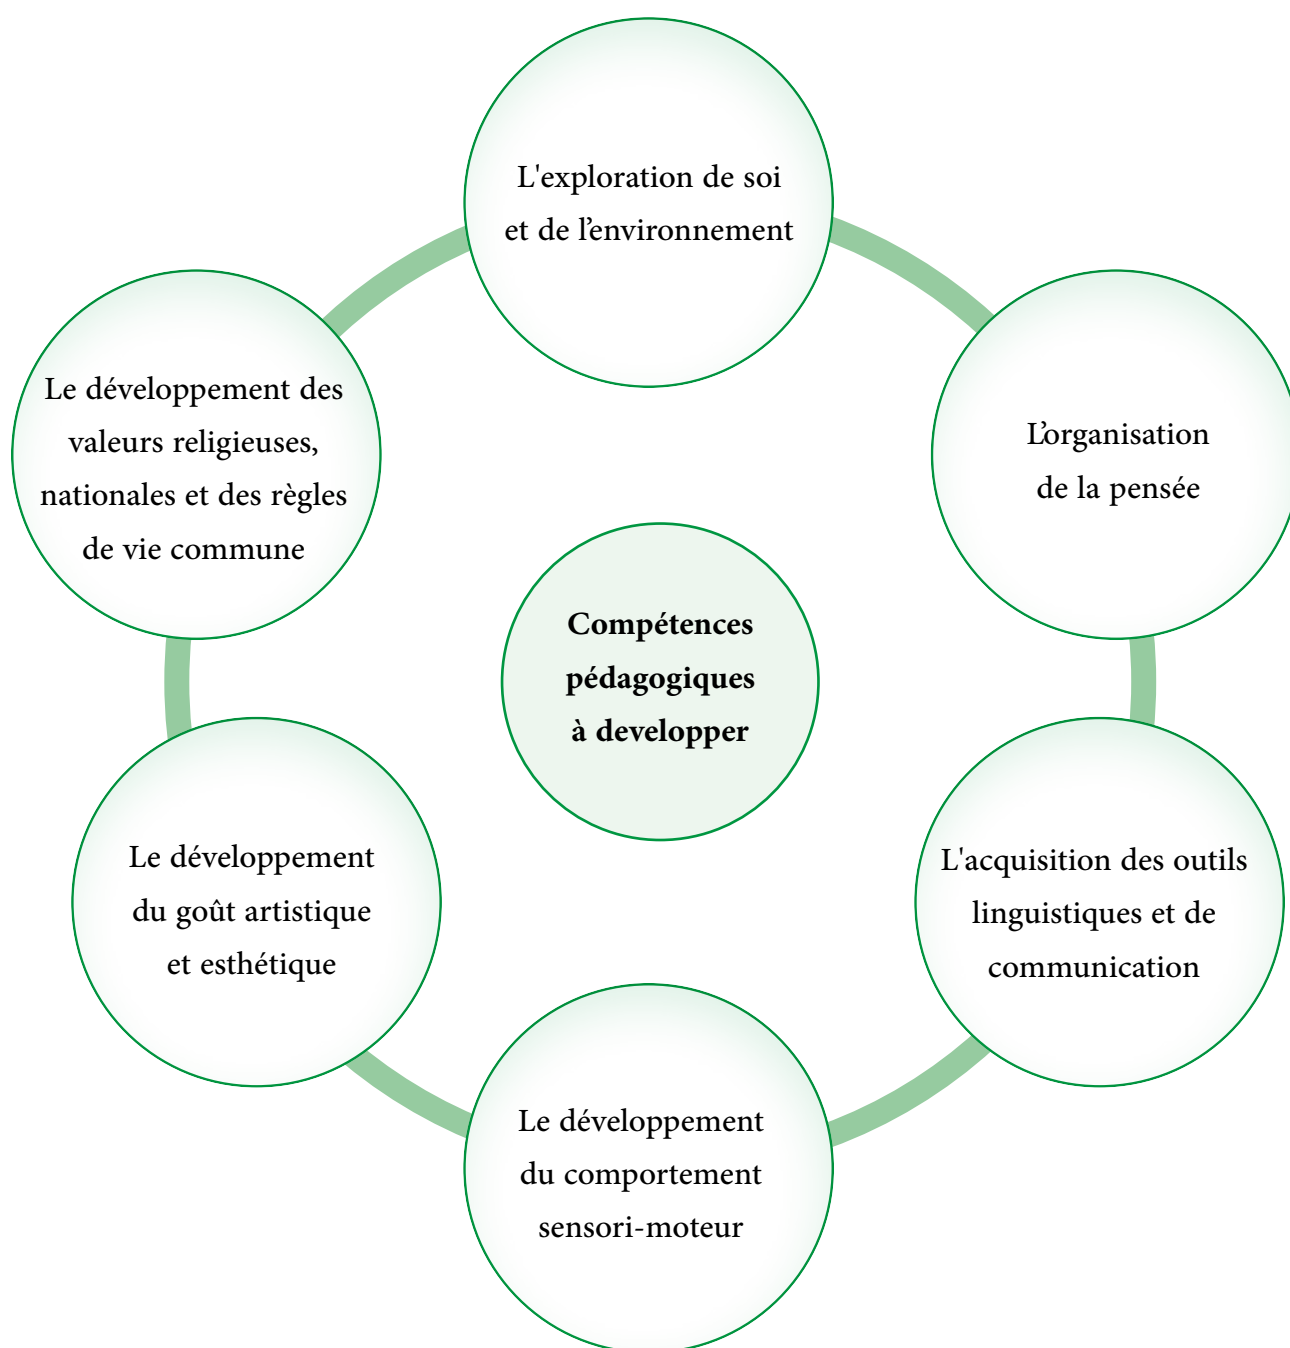 L'exploration de soi
et de l’environnement
L’organisation
de la pensée
L'acquisition des outils
linguistiques et de
communication
Le développement
du comportement
sensori-moteur
Le développement
du goût artistique
et esthétique
Le développement des
valeurs religieuses,
nationales et des règles
de vie commune
Compétences
pédagogiques
à developper